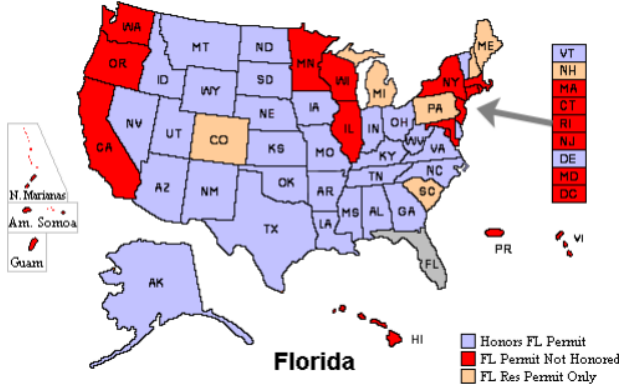 WA
MT
ND
MN
ME
OR
ID
SD
WI
NY
WY
MI
IA
PA
NE
NV
IL
IN
OH
UT
CO
CA
KS
MO
WV
VA
KY
NC
TN
AZ
NM
OK
AR
SC
MS
AL
GA
TX
LA
FL
AK
HI
VT
NH
MA
CT
RI
NJ
DE
MD
DC
N. Marianas
Am. Somoa
Guam
PR
VI
Florida
Honors FL Permit
FL Permit Not Honored
FL Res Permit Only